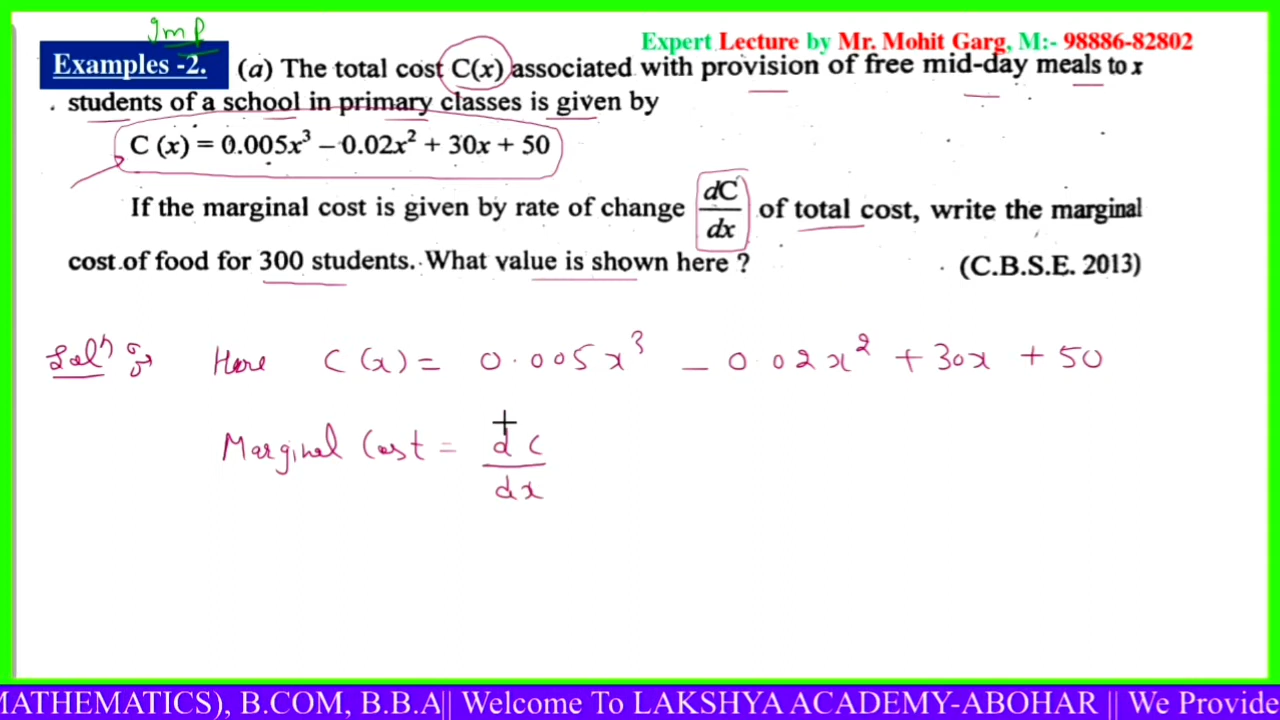 Imp
Expert Lecture by Mr. Mohit Garg, M:- 98886-82802
Examples -2. (a) The total cost C(x) associated with provision of free mid-day meals to x
students of a school in primary classes is given by
C (x) = 0.005x³ – 0.02x² + 30x + 50
If the marginal cost is given by rate of change dC/dx of total cost, write the marginal
cost of food for 300 students. What value is shown here ?
(C.B.S.E. 2013)
Solⁿ Here C(x) = 0.005x³ – 0.02x² + 30x + 50
Marginal Cost = dC/dx
(MATHEMATICS), B.COM, B.B.A|| Welcome To LAKSHYA ACADEMY-ABOHAR || We Provide